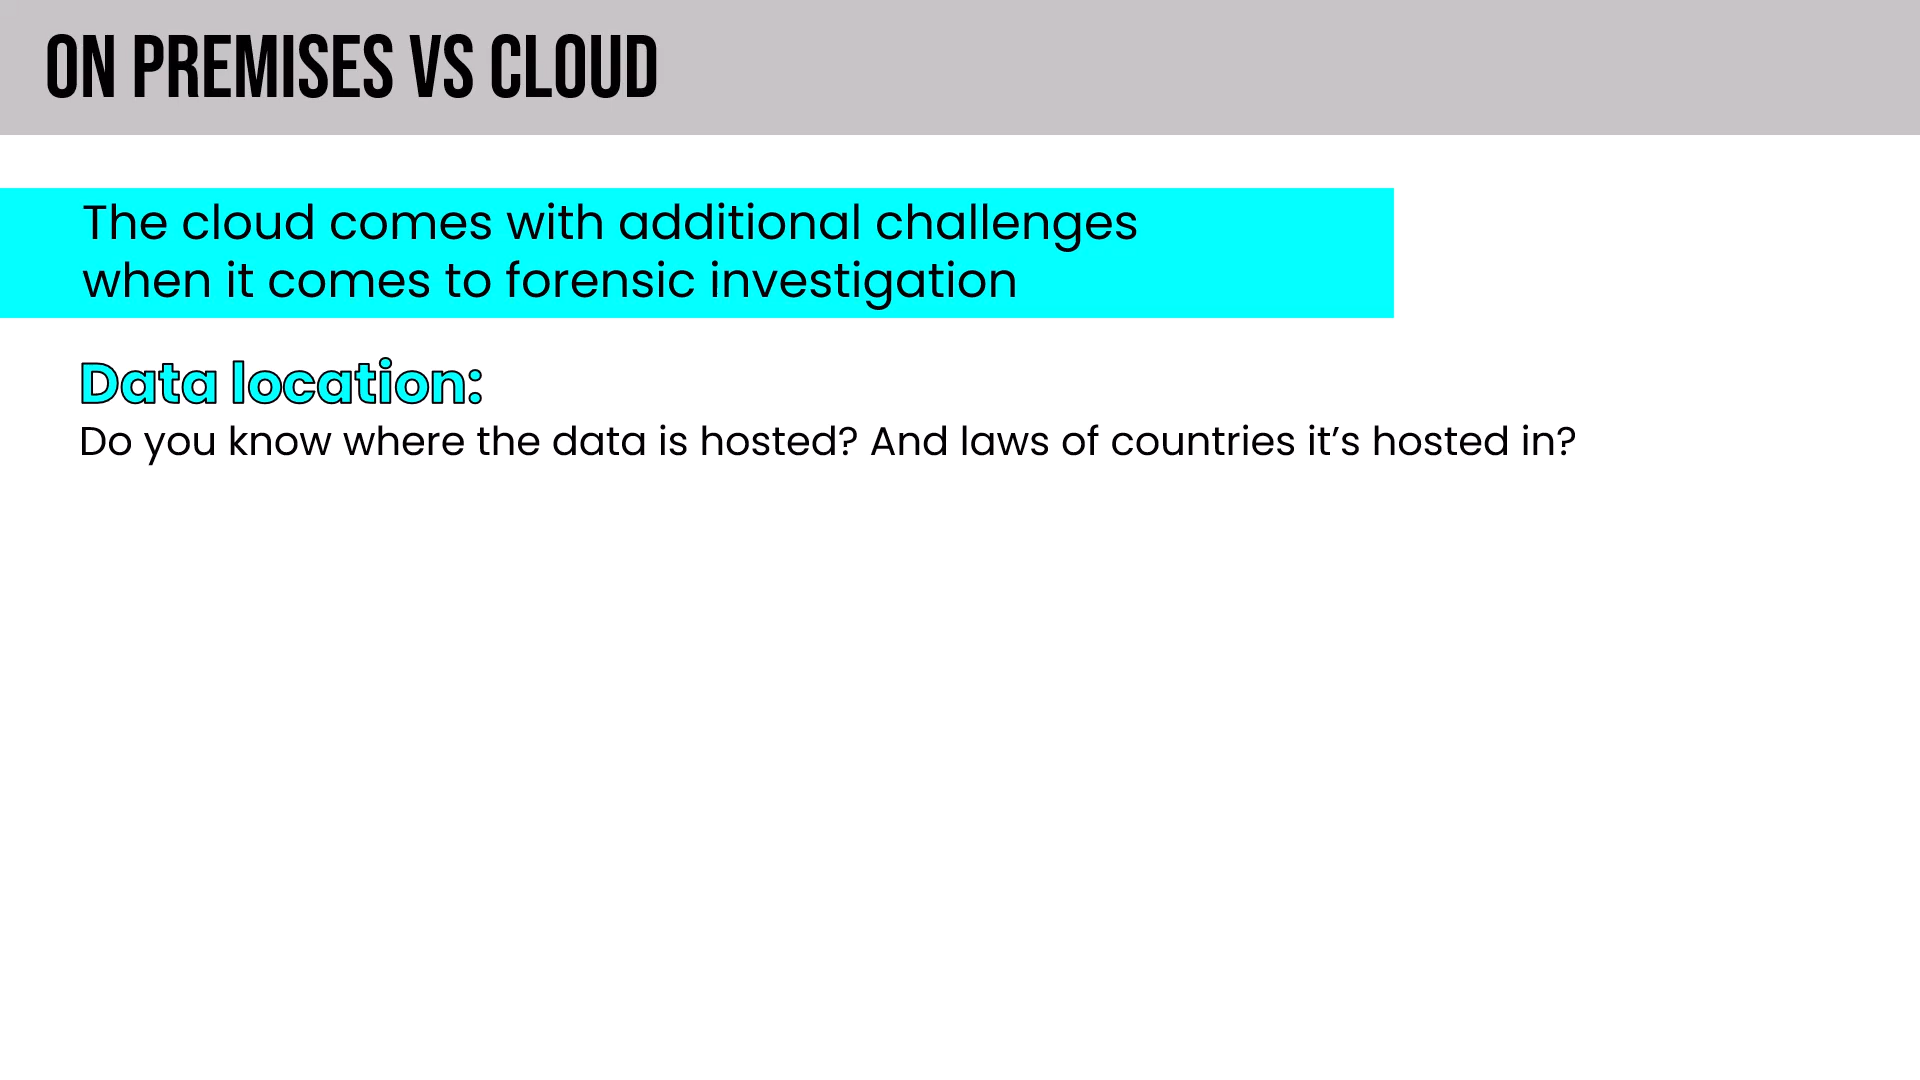 ON PREMISES VS CLOUD
The cloud comes with additional challenges
when it comes to forensic investigation
Data location:
Do you know where the data is hosted? And laws of countries it’s hosted in?